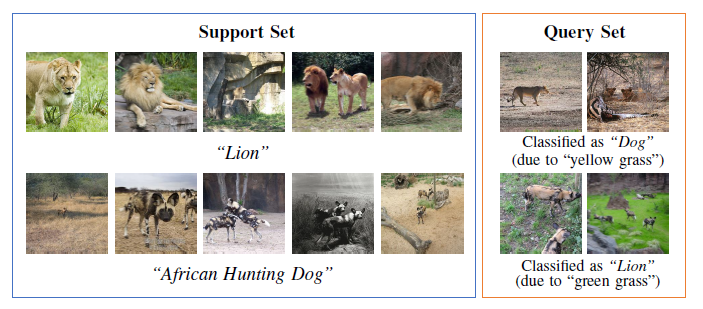 Support Set
Query Set
“Lion”
Classified as “Dog”
(due to “yellow grass”)
“African Hunting Dog”
Classified as “Lion”
(due to “green grass”)